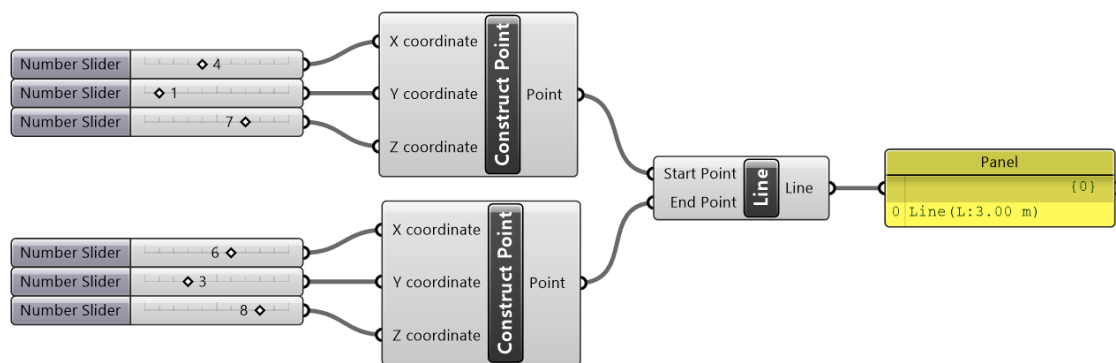 Number Slider 4
Number Slider 1
Number Slider 7
X coordinate
Y coordinate
Z coordinate
Construct Point
Point
Number Slider 6
Number Slider 3
Number Slider 8
X coordinate
Y coordinate
Z coordinate
Construct Point
Point
Start Point
End Point
Line
Line
Panel
{0}
0 Line(L:3.00 m)